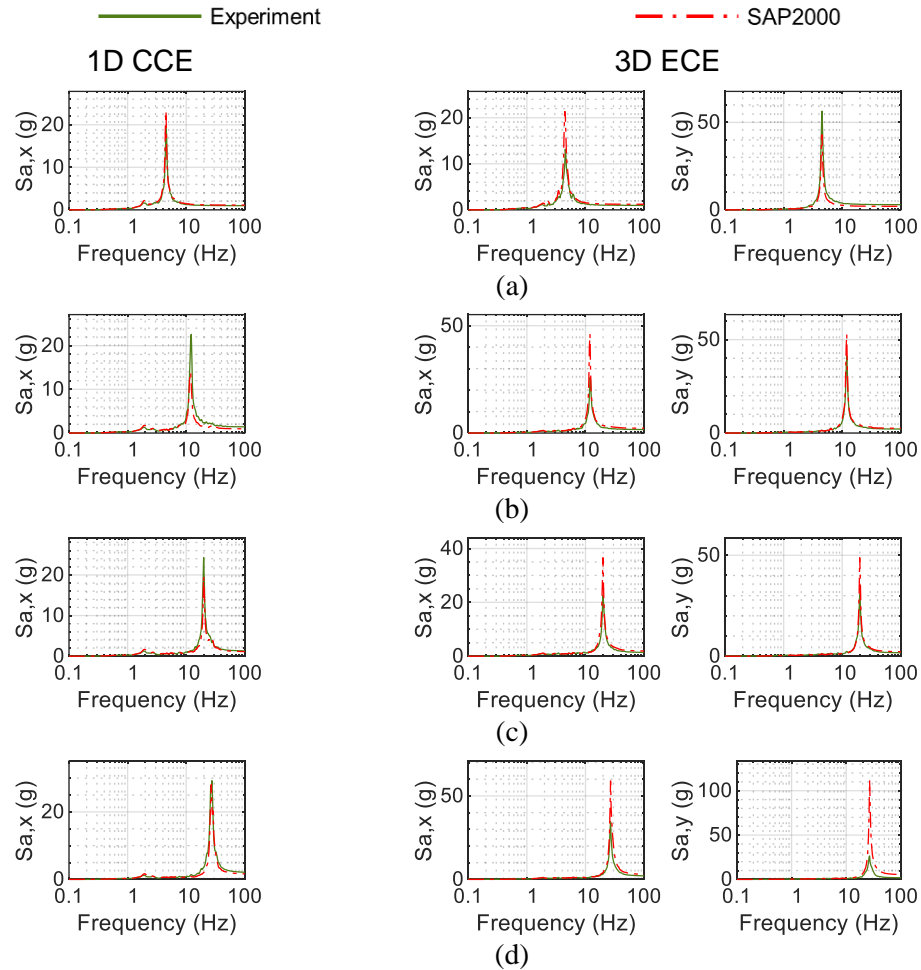 Experiment
SAP2000
1D CCE
3D ECE
Sa,x (g)
20
10
0
0.1 1 10 100
Frequency (Hz)
Sa,x (g)
20
10
0
0.1 1 10 100
Frequency (Hz)
Sa,y (g)
50
0
0.1 1 10 100
Frequency (Hz)
(a)
Sa,x (g)
20
10
0
0.1 1 10 100
Frequency (Hz)
Sa,x (g)
50
0
0.1 1 10 100
Frequency (Hz)
Sa,y (g)
50
0
0.1 1 10 100
Frequency (Hz)
(b)
Sa,x (g)
20
0
0.1 1 10 100
Frequency (Hz)
Sa,x (g)
40
20
0
0.1 1 10 100
Frequency (Hz)
Sa,y (g)
50
0
0.1 1 10 100
Frequency (Hz)
(c)
Sa,x (g)
20
0
0.1 1 10 100
Frequency (Hz)
Sa,x (g)
50
0
0.1 1 10 100
Frequency (Hz)
Sa,y (g)
100
50
0
0.1 1 10 100
Frequency (Hz)
(d)